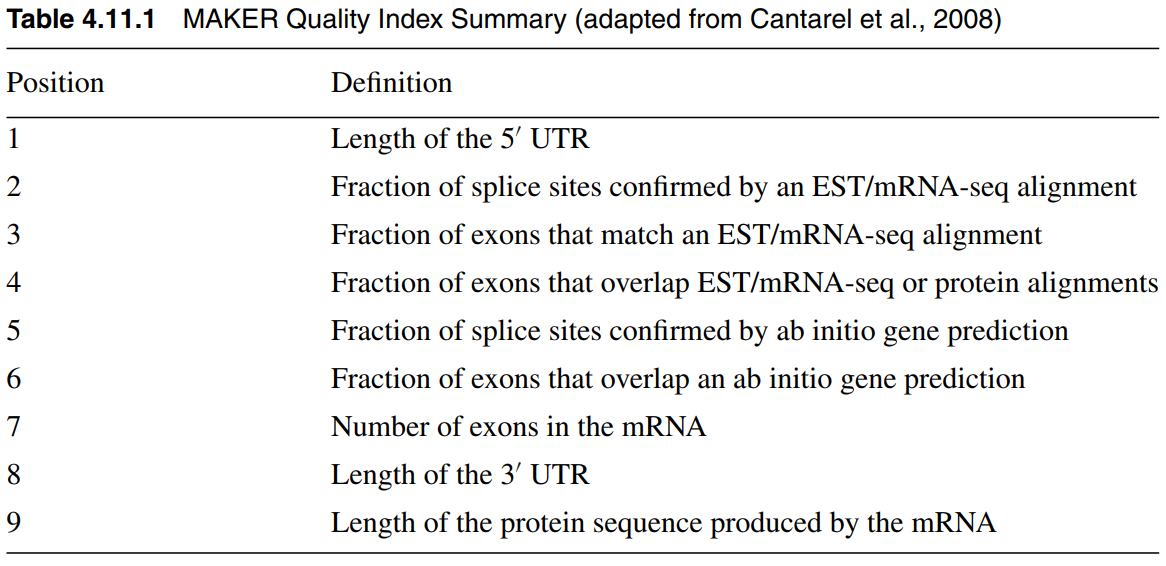 Table 4.11.1 MAKER Quality Index Summary (adapted from Cantarel et al., 2008)
Position Definition
1 Length of the 5′ UTR
2 Fraction of splice sites confirmed by an EST/mRNA-seq alignment
3 Fraction of exons that match an EST/mRNA-seq alignment
4 Fraction of exons that overlap EST/mRNA-seq or protein alignments
5 Fraction of splice sites confirmed by ab initio gene prediction
6 Fraction of exons that overlap an ab initio gene prediction
7 Number of exons in the mRNA
8 Length of the 3′ UTR
9 Length of the protein sequence produced by the mRNA